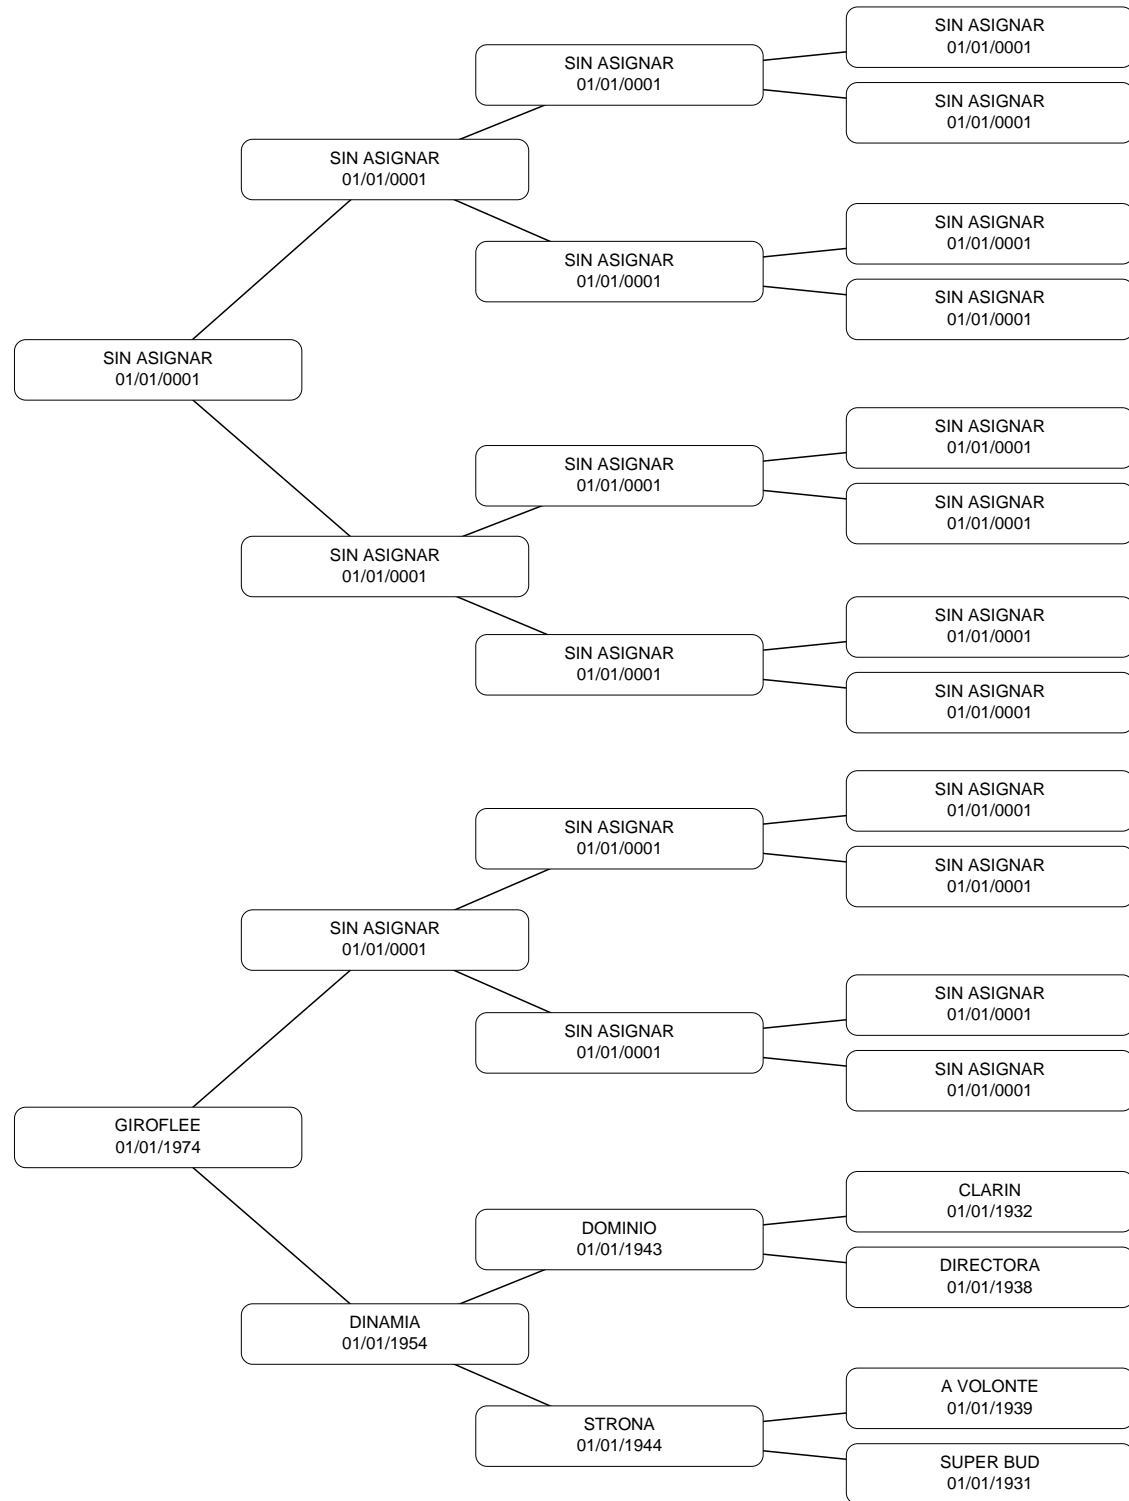 SIN ASIGNAR
01/01/0001
SIN ASIGNAR
01/01/0001
SIN ASIGNAR
01/01/0001
SIN ASIGNAR
01/01/0001
SIN ASIGNAR
01/01/0001
SIN ASIGNAR
01/01/0001
SIN ASIGNAR
01/01/0001
SIN ASIGNAR
01/01/0001
SIN ASIGNAR
01/01/0001
SIN ASIGNAR
01/01/0001
SIN ASIGNAR
01/01/0001
SIN ASIGNAR
01/01/0001
SIN ASIGNAR
01/01/0001
SIN ASIGNAR
01/01/0001
SIN ASIGNAR
01/01/0001
SIN ASIGNAR
01/01/0001
SIN ASIGNAR
01/01/0001
SIN ASIGNAR
01/01/0001
SIN ASIGNAR
01/01/0001
SIN ASIGNAR
01/01/0001
SIN ASIGNAR
01/01/0001
SIN ASIGNAR
01/01/0001
GIROFLEE
01/01/1974
CLARIN
01/01/1932
DOMINIO
01/01/1943
DIRECTORA
01/01/1938
DINAMIA
01/01/1954
A VOLONTE
01/01/1939
STRONA
01/01/1944
SUPER BUD
01/01/1931